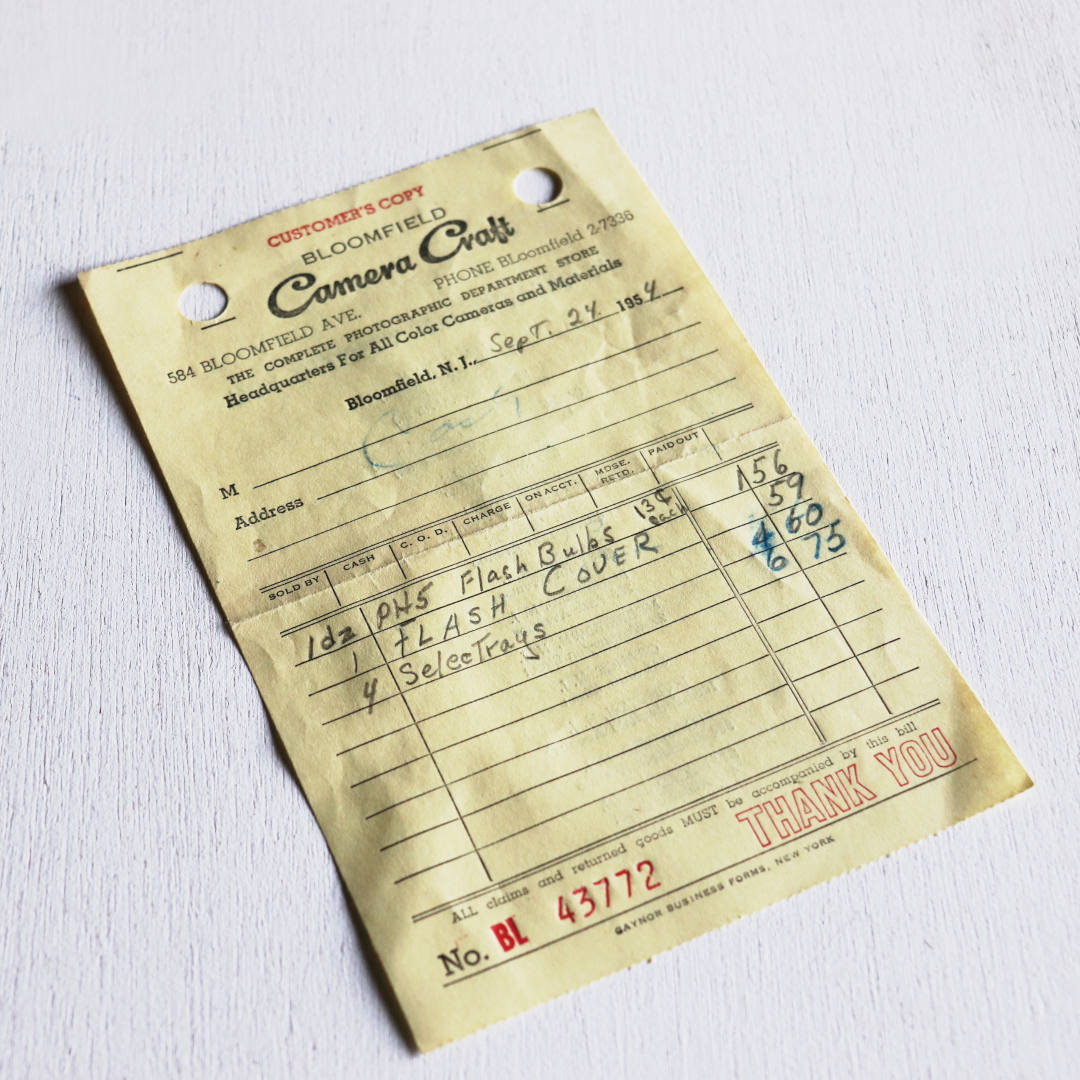 CUSTOMER'S COPY
BLOOMFIELD
Camera Craft
584 BLOOMFIELD AVE. PHONE BLoomfield 2-7336
THE COMPLETE PHOTOGRAPHIC DEPARTMENT STORE
Headquarters For All Color Cameras and Materials
Bloomfield, N. J., Sept. 24 1954
M
Address
SOLD BY CASH C. O. D. CHARGE ON ACCT. MDSE. RETD. PAID OUT
1dz PH5 Flash Bulbs 13¢ each 1 56
1 FLASH COVER 59
4 SelecTrays 4 60
6 75
ALL claims and returned goods MUST be accompanied by this bill
No. BL 43772 THANK YOU
GAYNOR BUSINESS FORMS, NEW YORK